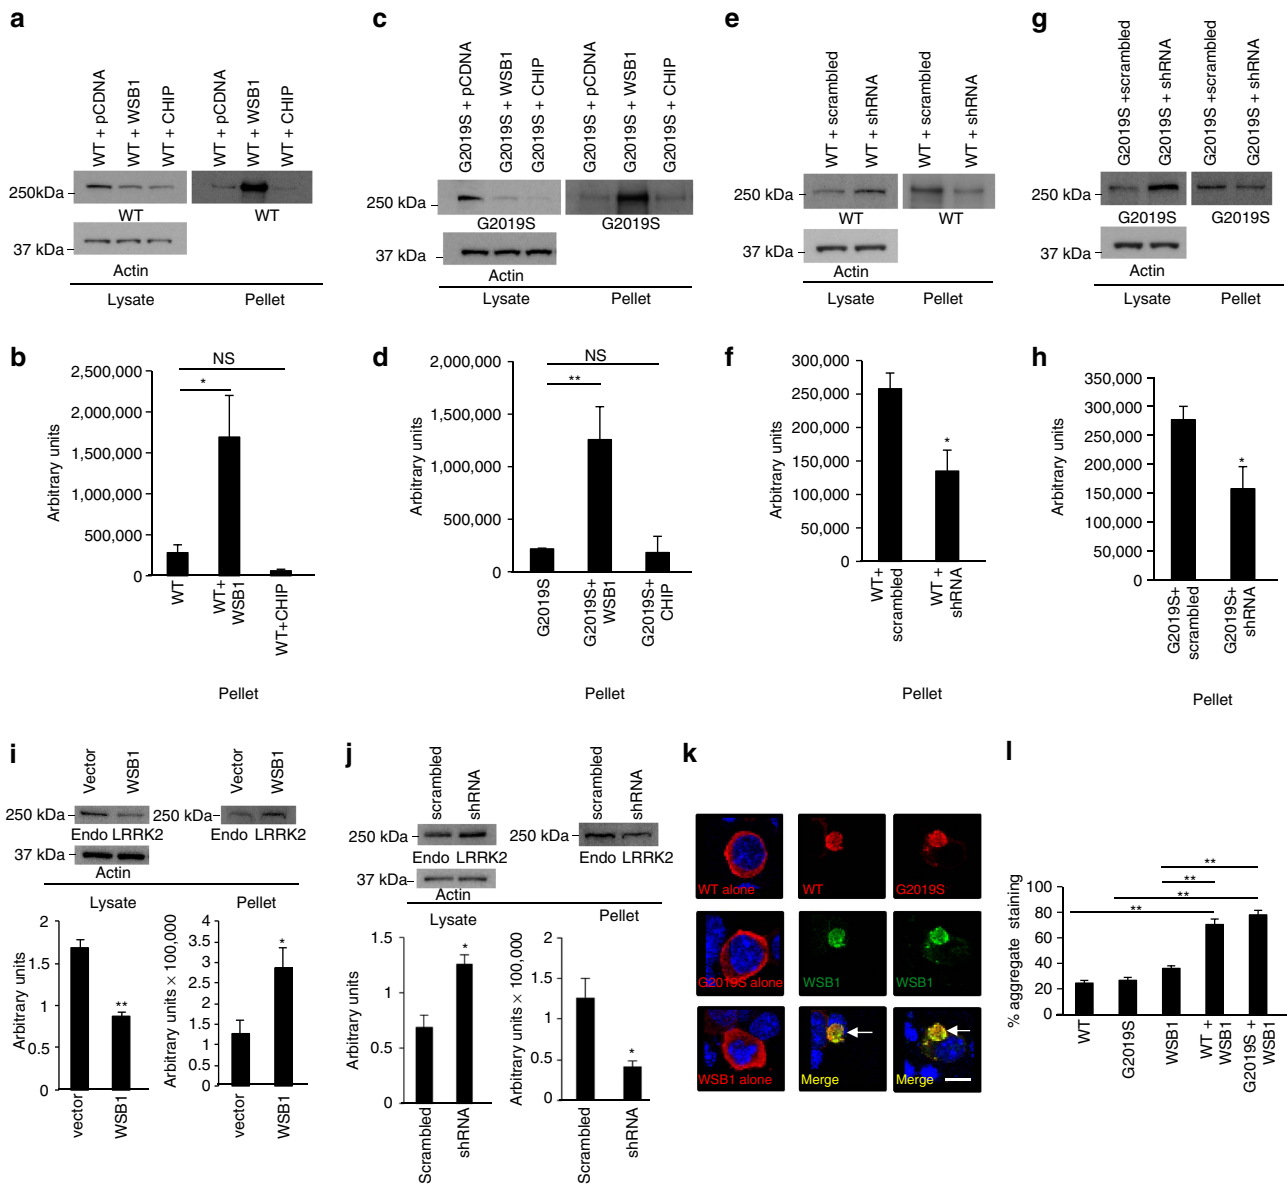 a
WT + pCDNA
WT + WSB1
WT + CHIP
WT + pCDNA
WT + WSB1
WT + CHIP
250kDa
WT
WT
37 kDa
Actin
Lysate
Pellet
c
G2019S + pCDNA
G2019S + WSB1
G2019S + CHIP
G2019S + pCDNA
G2019S + WSB1
G2019S + CHIP
250 kDa
G2019S
G2019S
37 kDa
Actin
Lysate
Pellet
e
WT + scrambled
WT + shRNA
WT + scrambled
WT + shRNA
250 kDa
WT
WT
37 kDa
Actin
Lysate
Pellet
g
G2019S +scrambled
G2019S + shRNA
G2019S + scrambled
G2019S + shRNA
250 kDa
G2019S
G2019S
37 kDa
Actin
Lysate
Pellet
b
Arbitrary units
2,500,000
2,000,000
1,500,000
1,000,000
500,000
0
NS
*
WT
WT+
WSB1
WT+CHIP
Pellet
d
Arbitrary units
2,000,000
1,500,000
1,000,000
500,000
0
NS
**
G2019S
G2019S+
WSB1
G2019S+
CHIP
Pellet
f
Arbitrary units
300,000
250,000
200,000
150,000
100,000
50,000
0
*
WT+
scrambled
WT +
shRNA
Pellet
h
Arbitrary units
350,000
300,000
250,000
200,000
150,000
100,000
50,000
0
*
G2019S+
scrambled
G2019S+
shRNA
Pellet
i
Vector
WSB1
Vector
WSB1
250 kDa
250 kDa
Endo LRRK2
Endo LRRK2
37 kDa
Actin
Lysate
Pellet
Arbitrary units
2
1.5
1
0.5
0
**
vector
WSB1
Arbitrary units × 100,000
4
3.5
3
2.5
2
1.5
1
0.5
0
*
vector
WSB1
j
scrambled
shRNA
scrambled
shRNA
250 kDa
250 kDa
Endo LRRK2
Endo LRRK2
37 kDa
Actin
Lysate
Pellet
Arbitrary units
1.5
1
0.5
0
*
Scrambled
shRNA
Arbitrary units × 100,000
2
1.5
1
0.5
0
*
Scrambled
shRNA
k
WT alone
WT
G2019S
G2019S alone
WSB1
WSB1
WSB1 alone
Merge
Merge
l
% aggregate staining
100
80
60
40
20
0
**
**
**
**
WT
G2019S
WSB1
WT +
WSB1
G2019S +
WSB1